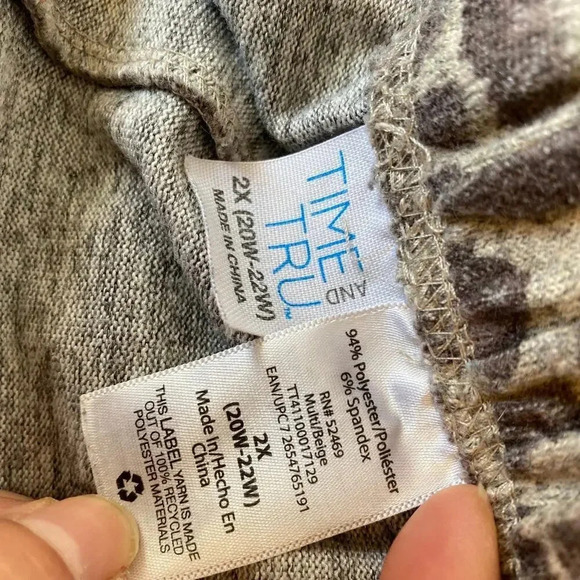 TIME
AND
TRU™
2X (20W-22W)
MADE IN CHINA
94% Polyester/Poliéster
6% Spandex
RN# 52469
Multi/Beige
TT41100017129
EAN/UPC7 2654765191
2X
(20W-22W)
Made In/Hecho En
China
THIS LABEL YARN IS MADE
OUT OF 100% RECYCLED
POLYESTER MATERIALS